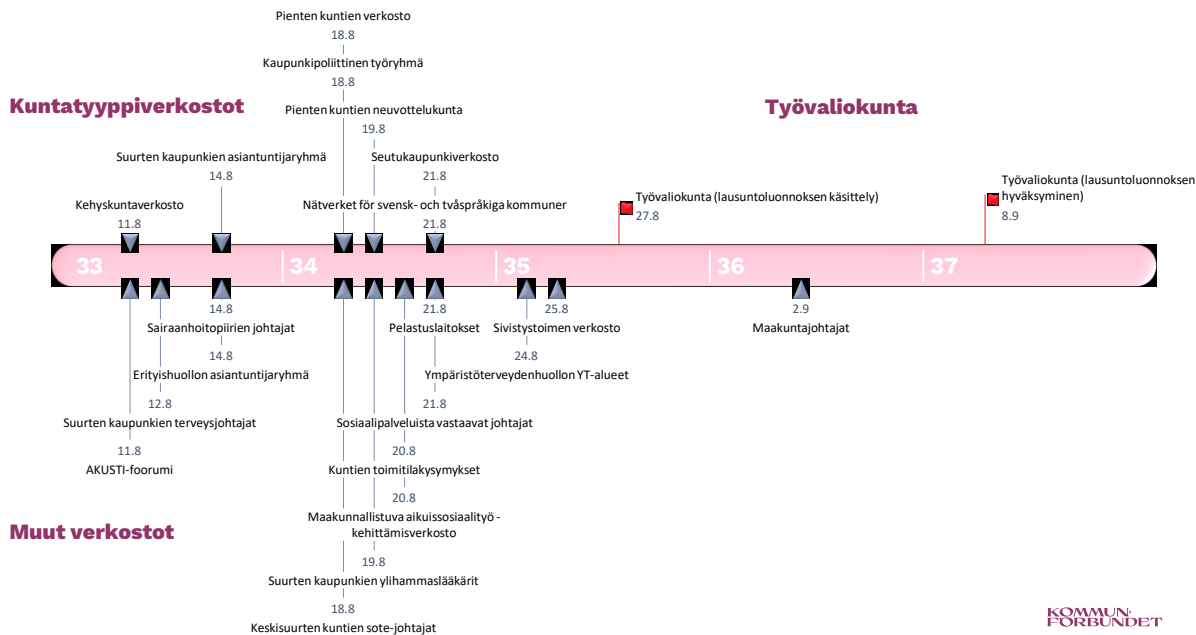 Pienten kuntien verkosto
18.8
Kaupunkipoliittinen työryhmä
18.8
Kuntatyyppiverkostot
Työvaliokunta
Pienten kuntien neuvottelukunta
19.8
Suurten kaupunkien asiantuntijaryhmä
14.8
Seutukaupunkiverkosto
21.8
Kehyskuntaverkosto
11.8
Nätverket för svensk- och tvåspråkiga kommuner
21.8
Työvaliokunta (lausuntoluonnoksen käsittely)
27.8
Työvaliokunta (lausuntoluonnoksen
hyväksyminen)
8.9
33
34
35
36
37
14.8
Sairaanhoitopiirien johtajat
21.8
Pelastuslaitokset
25.8
Sivistystoimen verkosto
2.9
Maakuntajohtajat
14.8
Erityishuollon asiantuntijaryhmä
24.8
Ympäristöterveydenhuollon YT-alueet
12.8
Suurten kaupunkien terveysjohtajat
21.8
Sosiaalipalveluista vastaavat johtajat
11.8
AKUSTI-foorumi
20.8
Kuntien toimitilakysymykset
20.8
Maakunnallistuva aikuissosiaalityö -
kehittämisverkosto
Muut verkostot
19.8
Suurten kaupunkien ylihammaslääkärit
18.8
Keskisuurten kuntien sote-johtajat
KOMMUN-
FÖRBUNDET